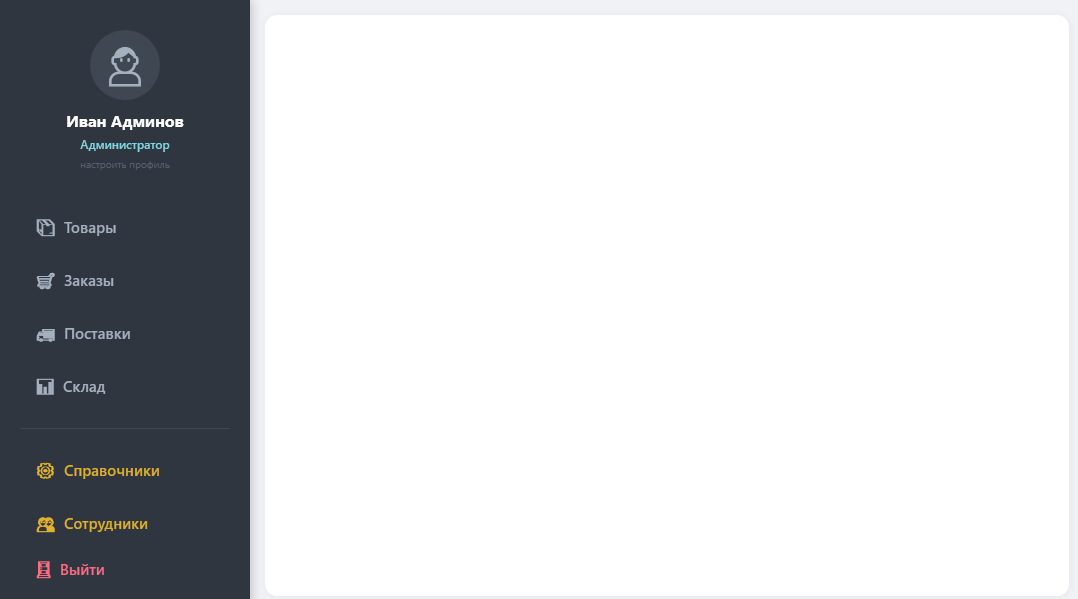 Иван Админов
Администратор
настроить профиль
Товары
Заказы
Поставки
Склад
Справочники
Сотрудники
Выйти